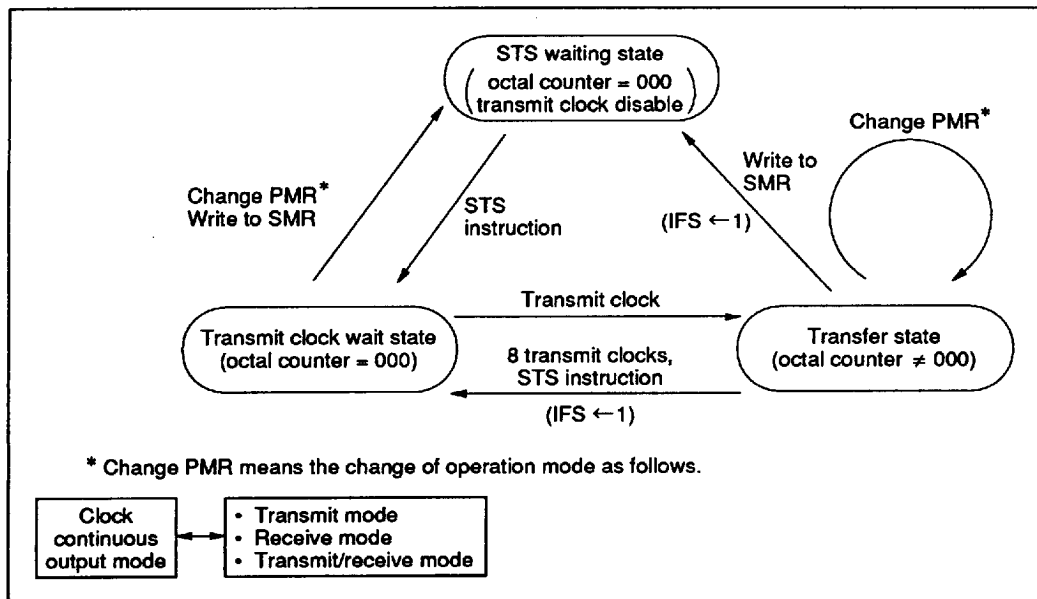 STS waiting state
(octal counter = 000
transmit clock disable)
Change PMR*
Change PMR*
Write to SMR
STS
instruction
Write to
SMR
(IFS ←1)
Transmit clock wait state
(octal counter = 000)
Transmit clock
8 transmit clocks,
STS instruction
(IFS ←1)
Transfer state
(octal counter ≠ 000)
* Change PMR means the change of operation mode as follows.
Clock
continuous
output mode
• Transmit mode
• Receive mode
• Transmit/receive mode